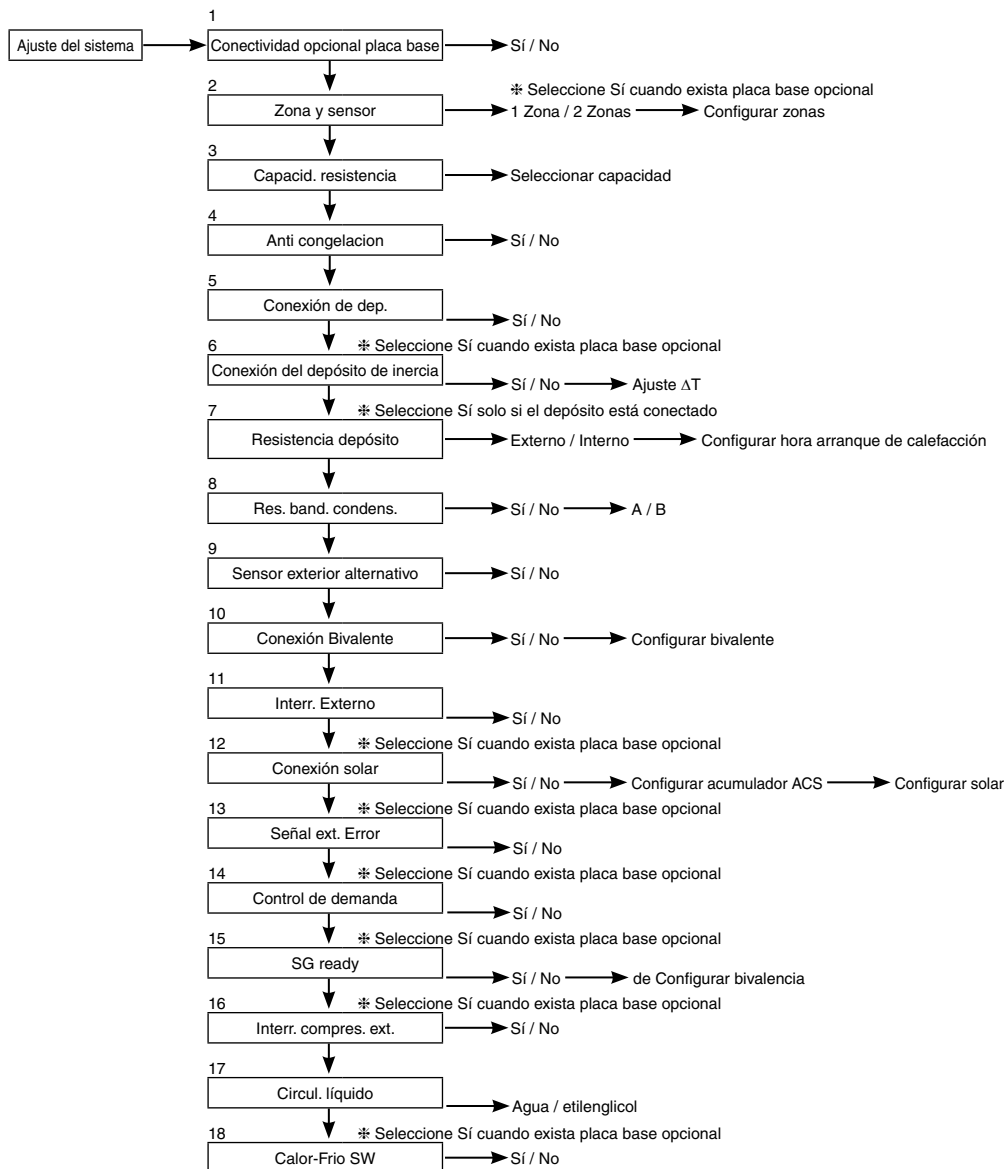 1
Ajuste del sistema
Conectividad opcional placa base
Sí / No
2
❈ Seleccione Sí cuando exista placa base opcional
Zona y sensor
1 Zona / 2 Zonas
Configurar zonas
3
Capacid. resistencia
Seleccionar capacidad
4
Anti congelacion
Sí / No
5
Conexión de dep.
Sí / No
6
❈ Seleccione Sí cuando exista placa base opcional
Conexión del depósito de inercia
Sí / No
Ajuste ∆T
7
❈ Seleccione Sí solo si el depósito está conectado
Resistencia depósito
Externo / Interno
Configurar hora arranque de calefacción
8
Res. band. condens.
Sí / No
A / B
9
Sensor exterior alternativo
Sí / No
10
Conexión Bivalente
Sí / No
Configurar bivalente
11
Interr. Externo
Sí / No
12
❈ Seleccione Sí cuando exista placa base opcional
Conexión solar
Sí / No
Configurar acumulador ACS
Configurar solar
13
❈ Seleccione Sí cuando exista placa base opcional
Señal ext. Error
Sí / No
14
❈ Seleccione Sí cuando exista placa base opcional
Control de demanda
Sí / No
15
❈ Seleccione Sí cuando exista placa base opcional
SG ready
Sí / No
de Configurar bivalencia
16
❈ Seleccione Sí cuando exista placa base opcional
Interr. compres. ext.
Sí / No
17
Circul. líquido
Agua / etilenglicol
18
❈ Seleccione Sí cuando exista placa base opcional
Calor-Frio SW
Sí / No